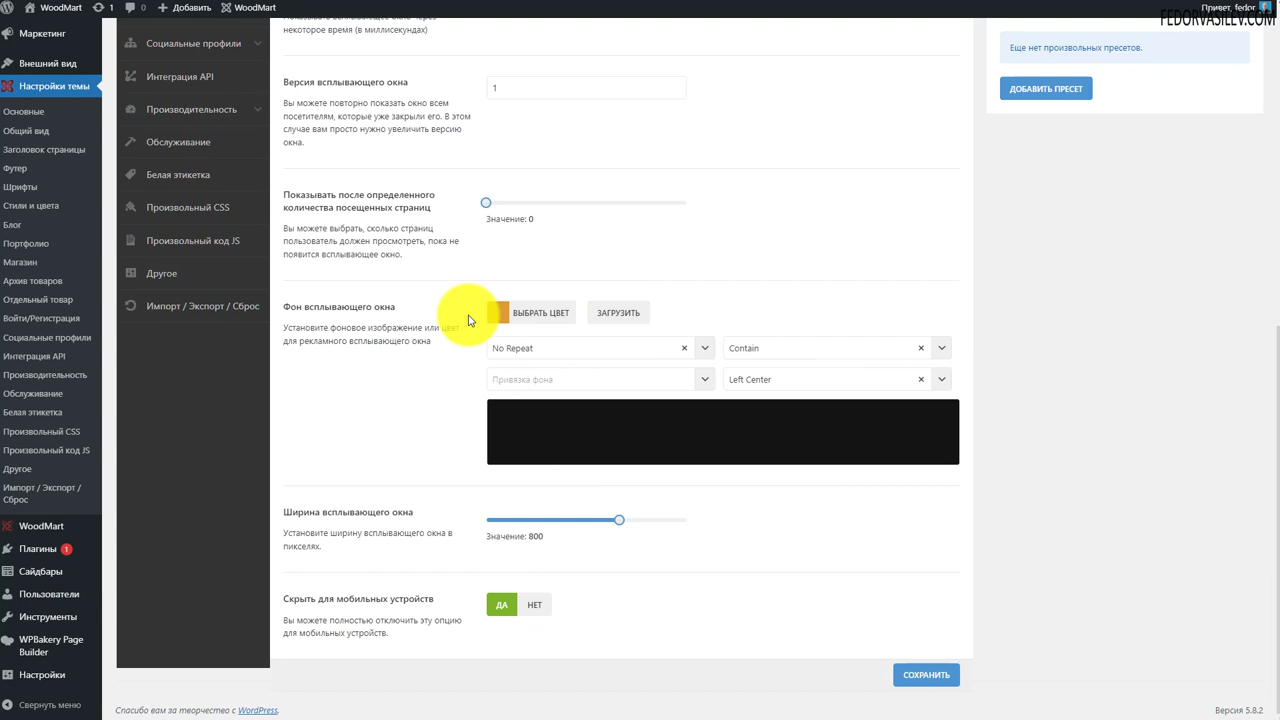 WoodMart
1
0
Добавить
WoodMart
Привет, fedor
FEDORVASILEV.COM
Маркетинг
Внешний вид
Настройки темы
Основные
Общий вид
Заголовок страницы
Футер
Шрифты
Стили и цвета
Блог
Портфолио
Магазин
Архив товаров
Отдельный товар
Войти/Регистрация
Социальные профили
Интеграция API
Производительность
Обслуживание
Белая этикетка
Произвольный CSS
Произвольный код JS
Другое
Импорт / Экспорт /
Сброс
WoodMart
Плагины 1
Сайдбары
Пользователи
Инструменты
WPBakery Page
Builder
Настройки
Свернуть меню
Социальные профили
Интеграция API
Производительность
Обслуживание
Белая этикетка
Произвольный CSS
Произвольный код JS
Другое
Импорт / Экспорт / Сброс
некоторое время (в миллисекундах)
Версия всплывающего окна
Вы можете повторно показать окно всем
посетителям, которые уже закрыли его. В этом
случае вам просто нужно увеличить версию
окна.
1
Показывать после определенного
количества посещенных страниц
Вы можете выбрать, сколько страниц
пользователь должен просмотреть, пока не
появится всплывающее окно.
Значение: 0
Фон всплывающего окна
Установите фоновое изображение или цвет
для рекламного всплывающего окна
ВЫБРАТЬ ЦВЕТ
ЗАГРУЗИТЬ
No Repeat
Contain
Привязка фона
Left Center
Ширина всплывающего окна
Установите ширину всплывающего окна в
пикселях.
Значение: 800
Скрыть для мобильных устройств
Вы можете полностью отключить эту опцию
для мобильных устройств.
ДА
НЕТ
СОХРАНИТЬ
Еще нет произвольных пресетов.
ДОБАВИТЬ ПРЕСЕТ
Спасибо вам за творчество с WordPress.
Версия 5.8.2